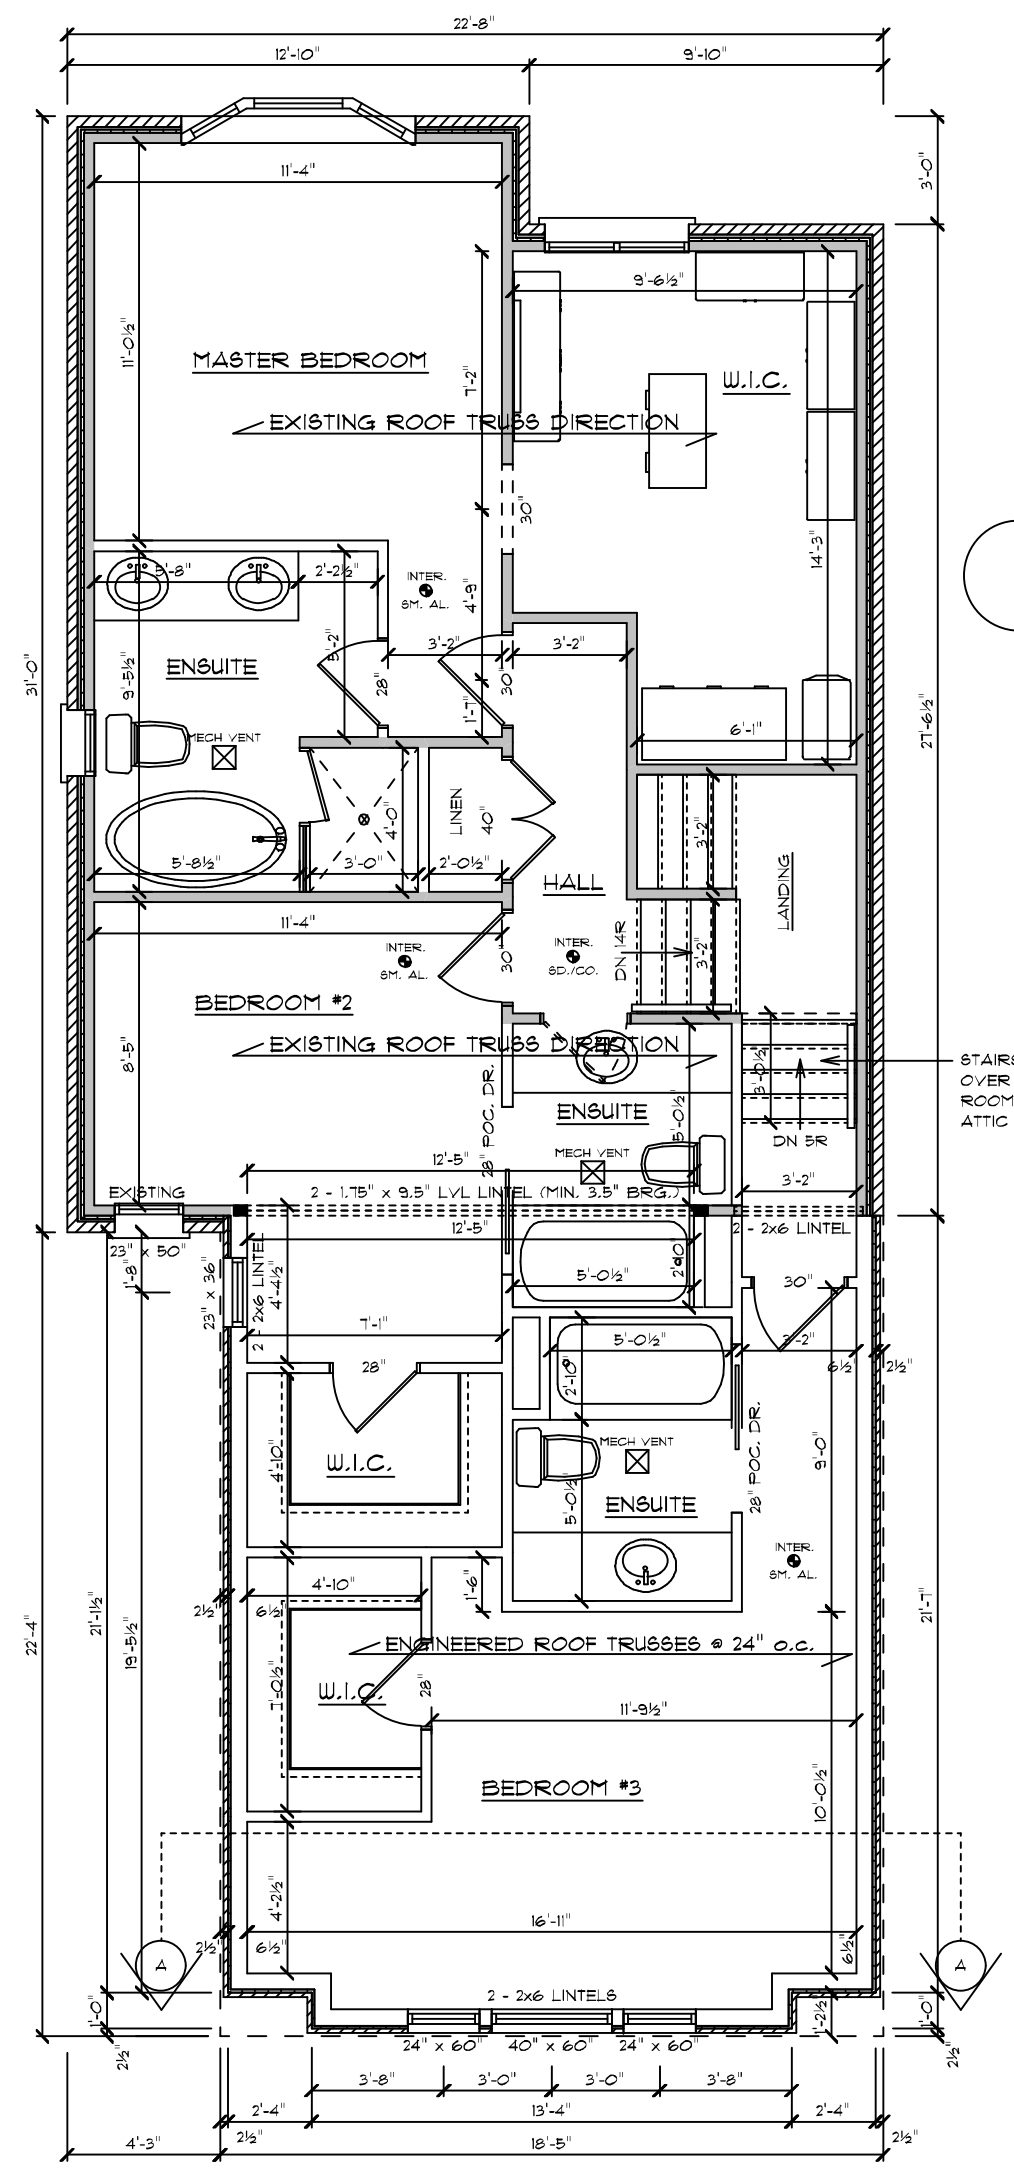 22'-8"
12'-10"
9'-10"
3'-0"
11'-4"
9'-6½"
11'-0½"
MASTER BEDROOM
7'-2"
W.I.C.
EXISTING ROOF TRUSS DIRECTION
30"
14'-3"
5'-8"
2'-2½"
INTER.
SM. AL.
4'-9"
31'-0"
9'-5½"
ENSUITE
5'-2"
28"
3'-2"
30"
3'-2"
1'-7"
6'-1"
27'-6½"
MECH VENT
4'-0"
LINEN
40"
3'-2"
5'-8½"
3'-0"
2'-0½"
HALL
LANDING
11'-4"
INTER.
SM. AL.
30"
INTER.
SD./CO.
DN 14R
3'-2"
BEDROOM #2
8'-5"
EXISTING ROOF TRUSS DIRECTION
28" POC. DR.
ENSUITE
5'-0½"
3'-0½"
STAIRS
OVER
ROOM
ATTIC
DN 5R
MECH VENT
12'-5"
3'-2"
EXISTING
2 - 1.75" x 9.5" LVL LINTEL (MIN. 3.5" BRG.)
12'-5"
2 - 2x6 LINTEL
23" x 50"
1'-8"
23" x 36"
2 - 2x6 LINTEL
4'-4½"
5'-0½"
2'-10"
30"
7'-1"
28"
5'-0½"
3'-2"
6½"
2½"
2'-10"
4'-10"
W.I.C.
MECH VENT
28" POC. DR.
9'-0"
5'-0½"
ENSUITE
INTER.
SM. AL.
22'-4"
21'-1½"
19'-5½"
4'-10"
1'-6"
2½"
6½"
21'-7"
ENGINEERED ROOF TRUSSES @ 24" o.c.
7'-0½"
W.I.C.
28"
11'-9½"
BEDROOM #3
10'-0½"
4'-2½"
16'-11"
2½"
6½"
6½"
A
A
2 - 2x6 LINTELS
1'-0"
1'-2½"
1'-0"
24" x 60"
40" x 60"
24" x 60"
2½"
2½"
3'-8"
3'-0"
3'-0"
3'-8"
2'-4"
13'-4"
2'-4"
4'-3"
2½"
18'-5"
2½"